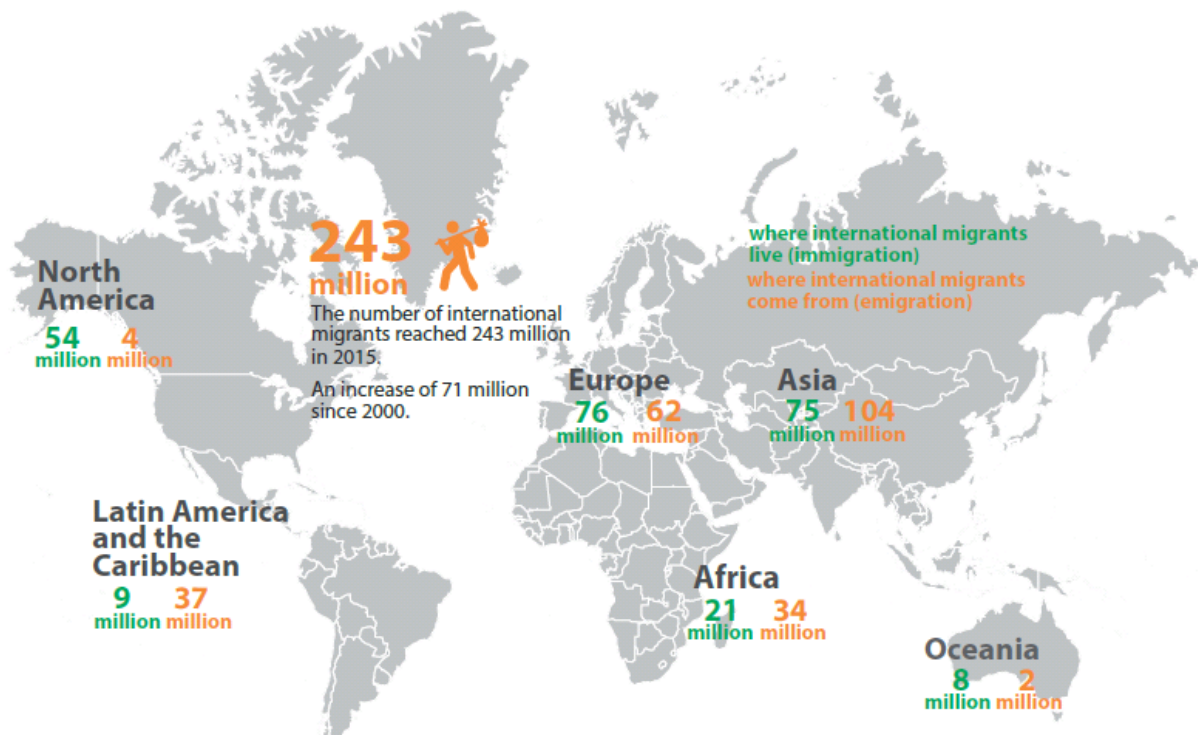 243
million
The number of international
migrants reached 243 million
in 2015.
An increase of 71 million
since 2000.
where international migrants
live (immigration)
where international migrants
come from (emigration)
North
America
54 4
million million
Europe
76 62
million million
Asia
75 104
million million
Latin America
and the
Caribbean
9 37
million million
Africa
21 34
million million
Oceania
8 2
million million